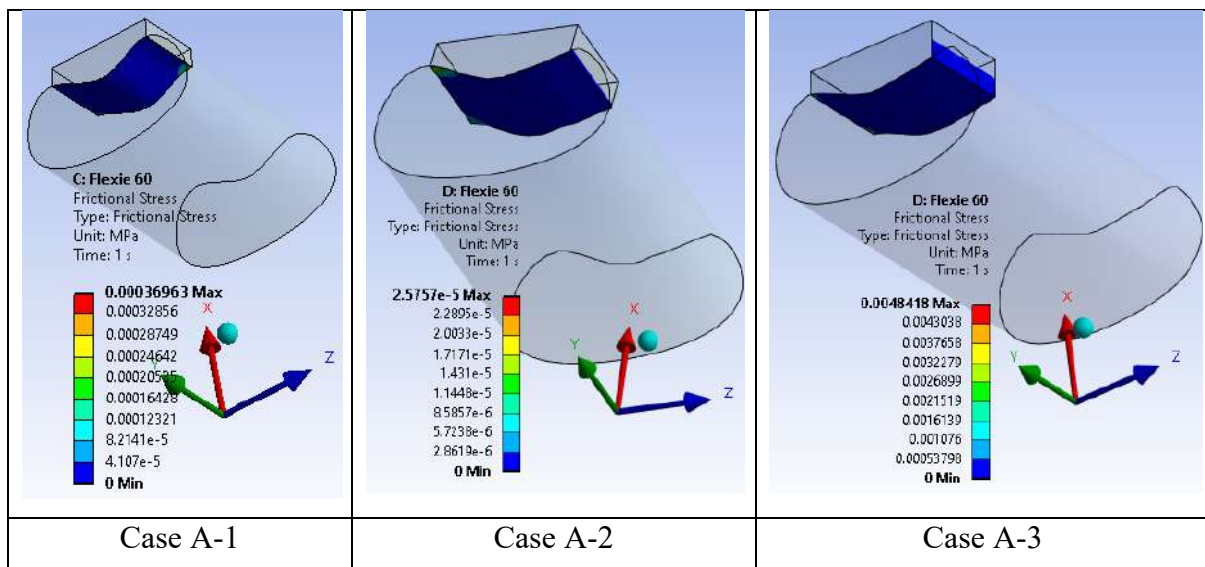 C: Flexie 60
Frictional Stress
Type: Frictional Stress
Unit: MPa
Time: 1 s
0.00036963 Max
0.00032856
0.00028749
0.00024642
0.00020535
0.00016428
0.00012321
8.2141e-5
4.107e-5
0 Min
X
Y
Z
Case A-1
D: Flexie 60
Frictional Stress
Type: Frictional Stress
Unit: MPa
Time: 1 s
2.5757e-5 Max
2.2895e-5
2.0033e-5
1.7171e-5
1.431e-5
1.1448e-5
8.5857e-6
5.7238e-6
2.8619e-6
0 Min
X
Y
Z
Case A-2
D: Flexie 60
Frictional Stress
Type: Frictional Stress
Unit: MPa
Time: 1 s
0.0048418 Max
0.0043038
0.0037658
0.0032279
0.0026899
0.0021519
0.0016139
0.001076
0.00053798
0 Min
X
Y
Z
Case A-3